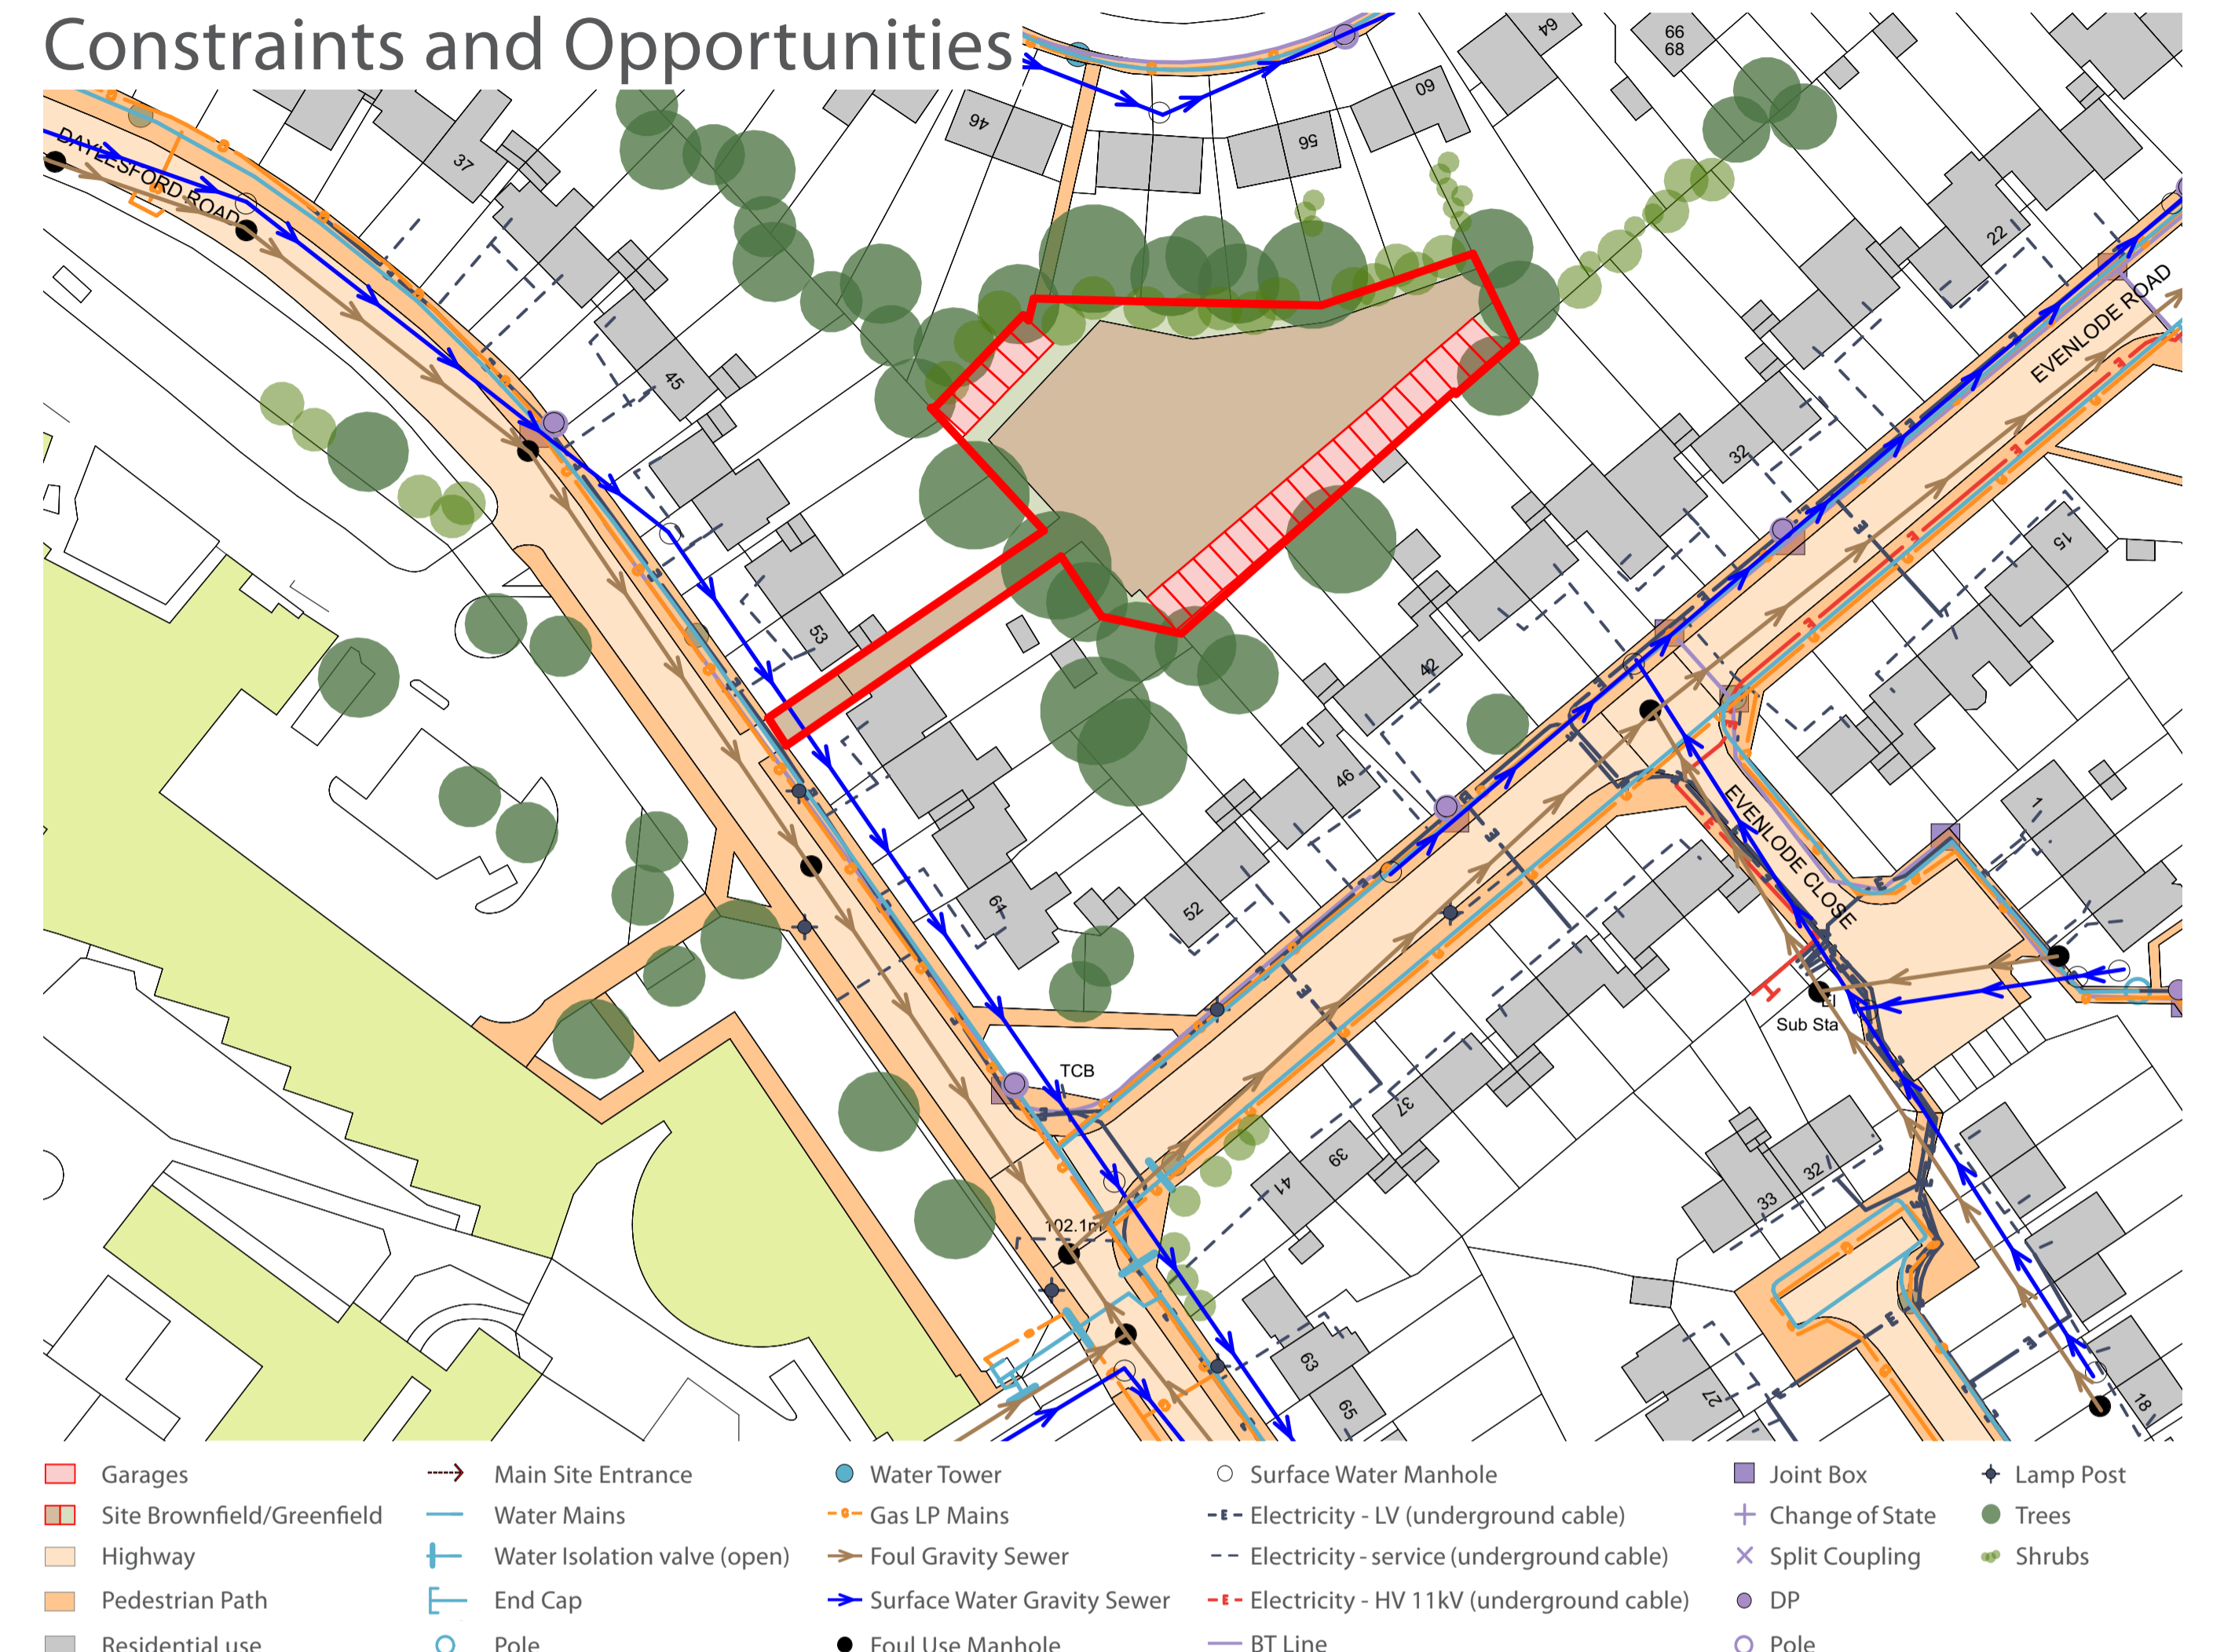 Constraints and Opportunities
64
66
68
60
46
56
DAYLESFORD ROAD
37
22
EVENLODE ROAD
45
32
15
53
42
46
EVENLODE CLOSE
1
61
52
El
Sub Sta
TCB
37
39
41
32
33
102.1m
63
65
27
18
Garages
Main Site Entrance
Water Tower
Surface Water Manhole
Joint Box
Lamp Post
Site Brownfield/Greenfield
Water Mains
Gas LP Mains
Electricity - LV (underground cable)
Change of State
Trees
Highway
Water Isolation valve (open)
Foul Gravity Sewer
Electricity - service (underground cable)
Split Coupling
Shrubs
Pedestrian Path
End Cap
Surface Water Gravity Sewer
Electricity - HV 11kV (underground cable)
DP
Residential use
Pole
Foul Use Manhole
BT Line
Pole